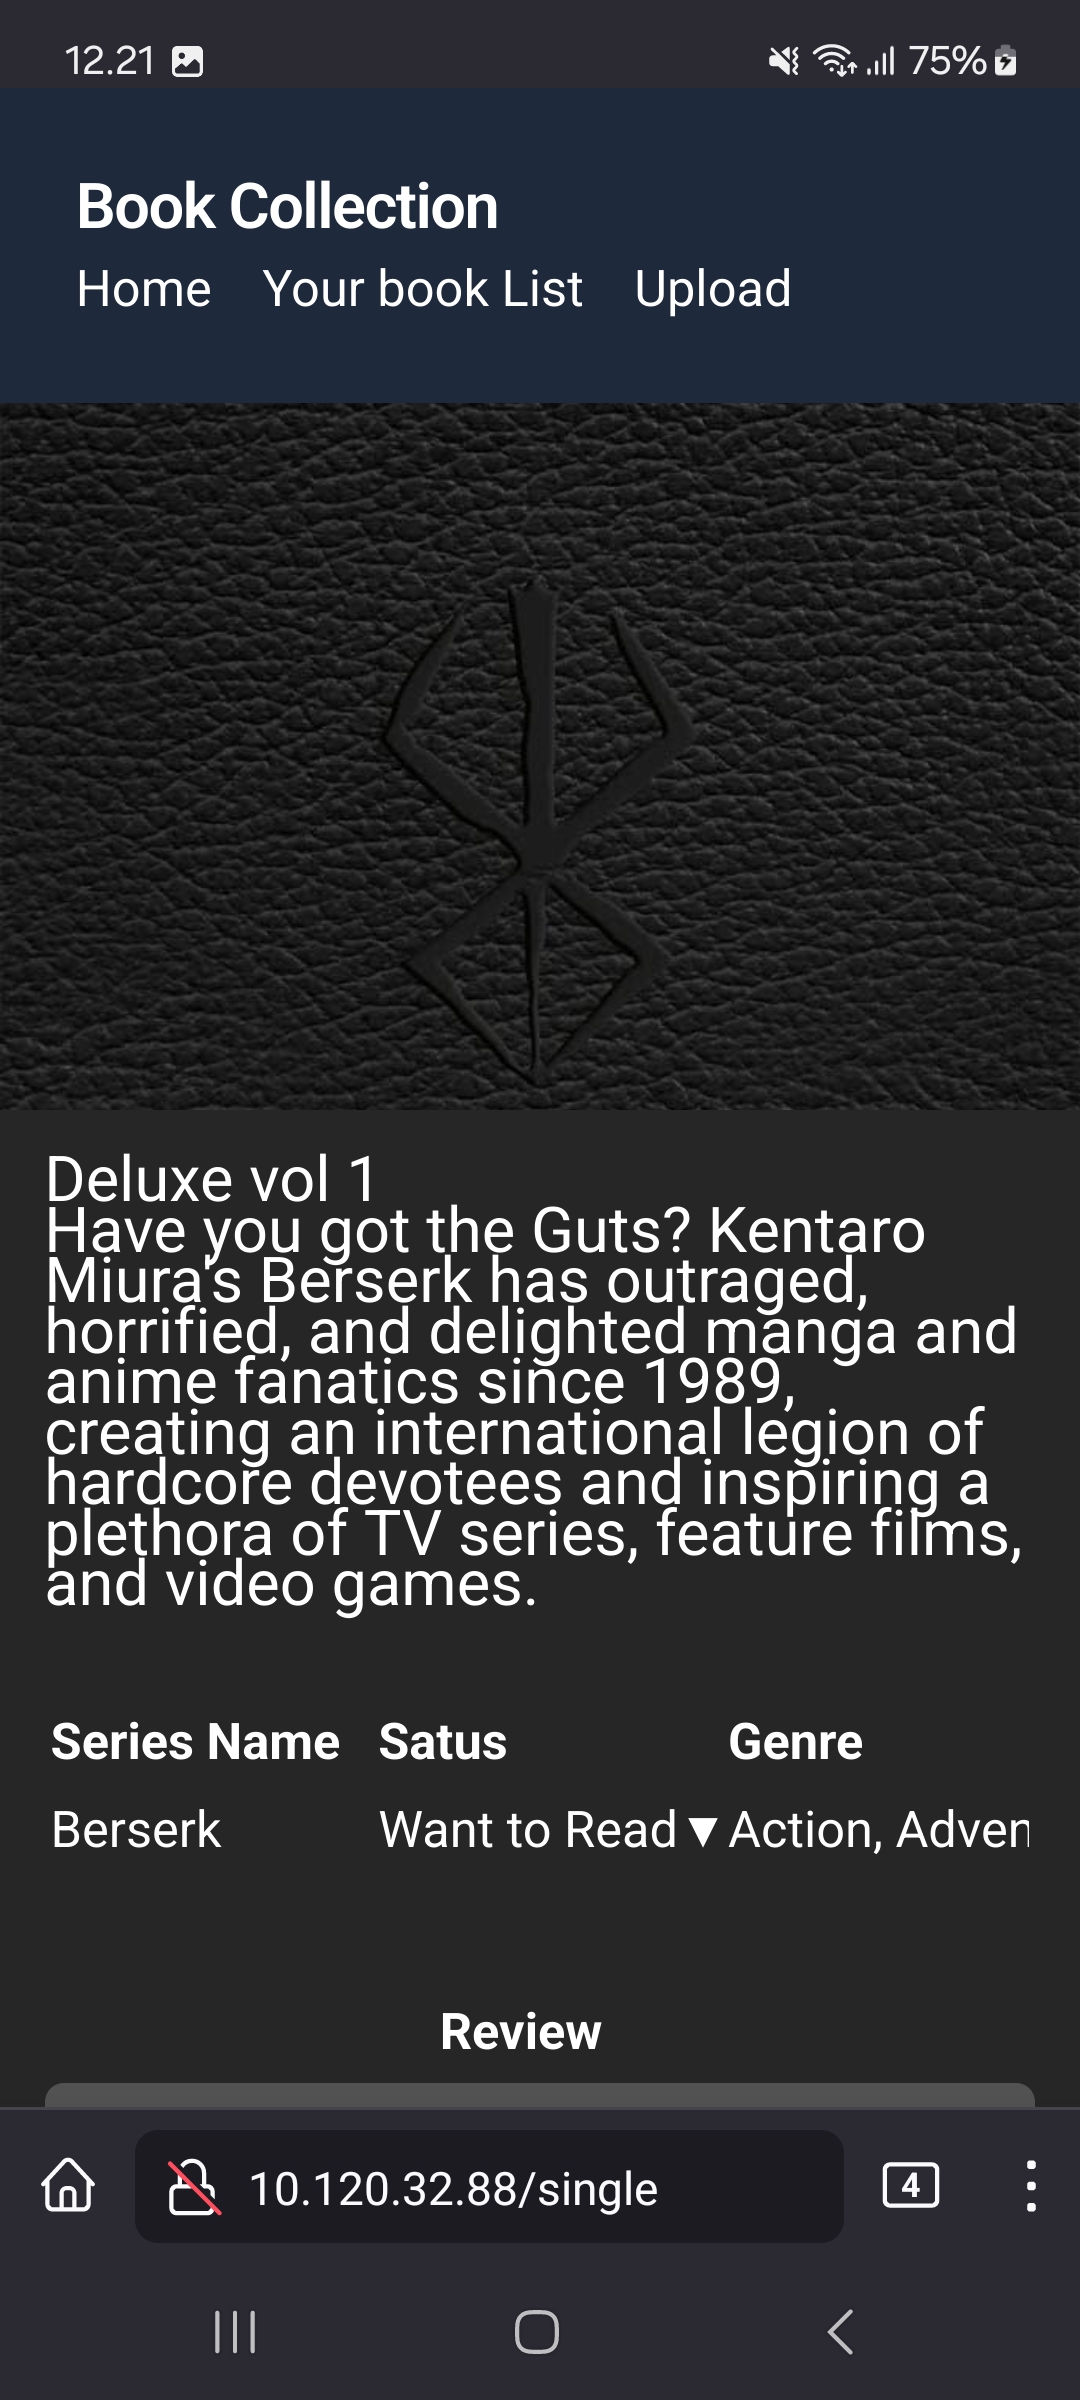 12.21
75%
Book Collection
Home Your book List Upload
Deluxe vol 1
Have you got the Guts? Kentaro
Miura's Berserk has outraged,
horrified, and delighted manga and
anime fanatics since 1989,
creating an international legion of
hardcore devotees and inspiring a
plethora of TV series, feature films,
and video games.
Series Name Satus Genre
Berserk Want to Read ▼ Action, Adven
Review
10.120.32.88/single
4